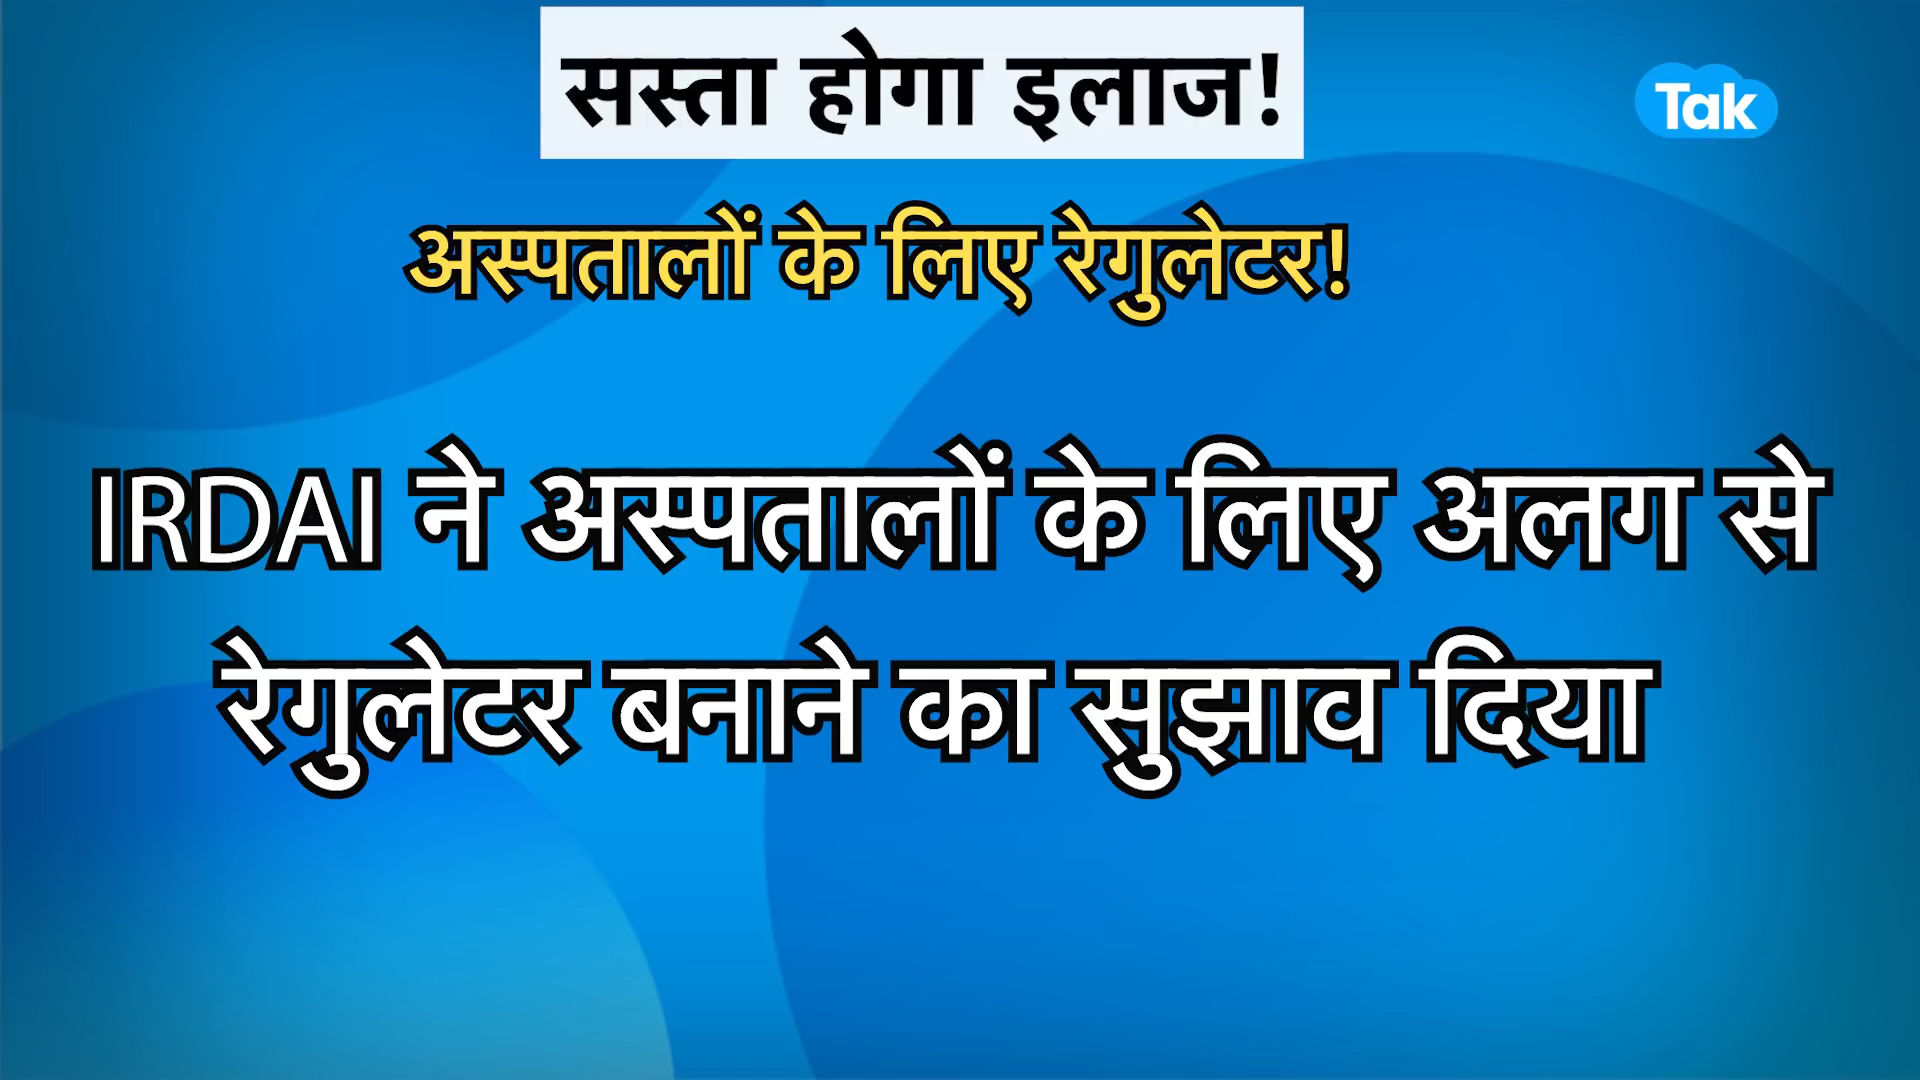 सस्ता होगा इलाज!
Tak
अस्पतालों के लिए रेगुलेटर!
IRDAI ने अस्पतालों के लिए अलग से
रेगुलेटर बनाने का सुझाव दिया